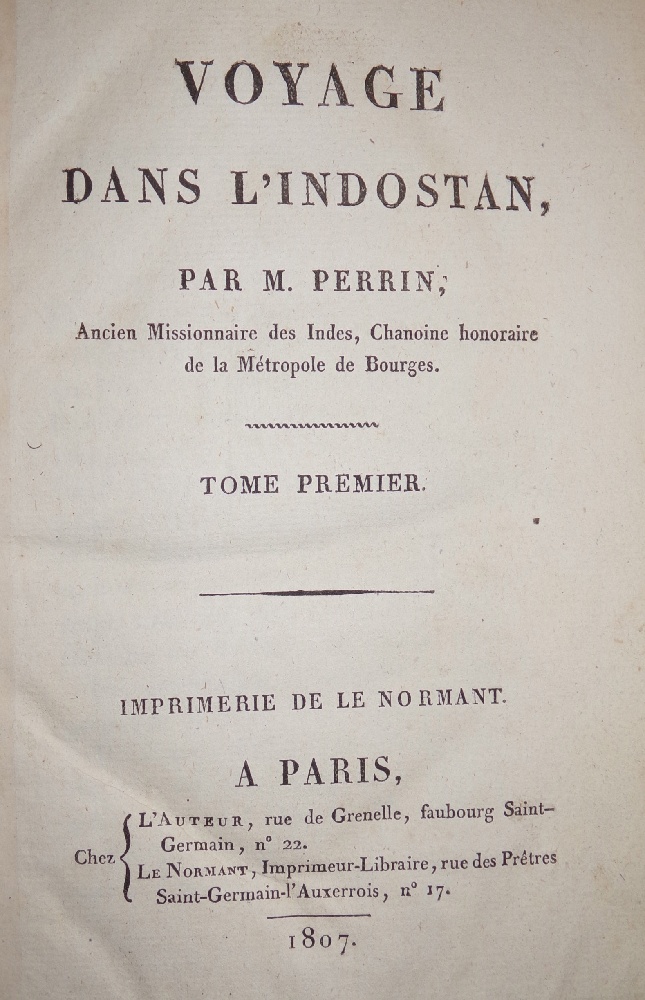 VOYAGE
DANS L'INDOSTAN,
PAR M. PERRIN,
Ancien Missionnaire des Indes, Chanoine honoraire
de la Métropole de Bourges.
TOME PREMIER.
IMPRIMERIE DE LE NORMANT.
A PARIS,
Chez
L'AUTEUR, rue de Grenelle, faubourg Saint-
Germain, n° 22.
LE NORMANT, Imprimeur-Libraire, rue des Prêtres
Saint-Germain-l'Auxerrois, n° 17.
1807.